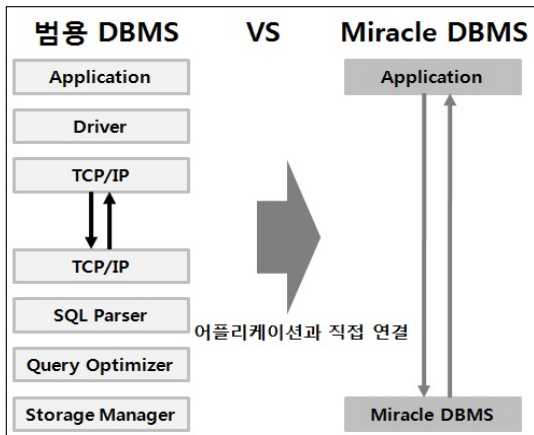 범용 DBMS VS Miracle DBMS
Application
Application
Driver
TCP/IP
TCP/IP
SQL Parser
어플리케이션과 직접 연결
Query Optimizer
Storage Manager
Miracle DBMS